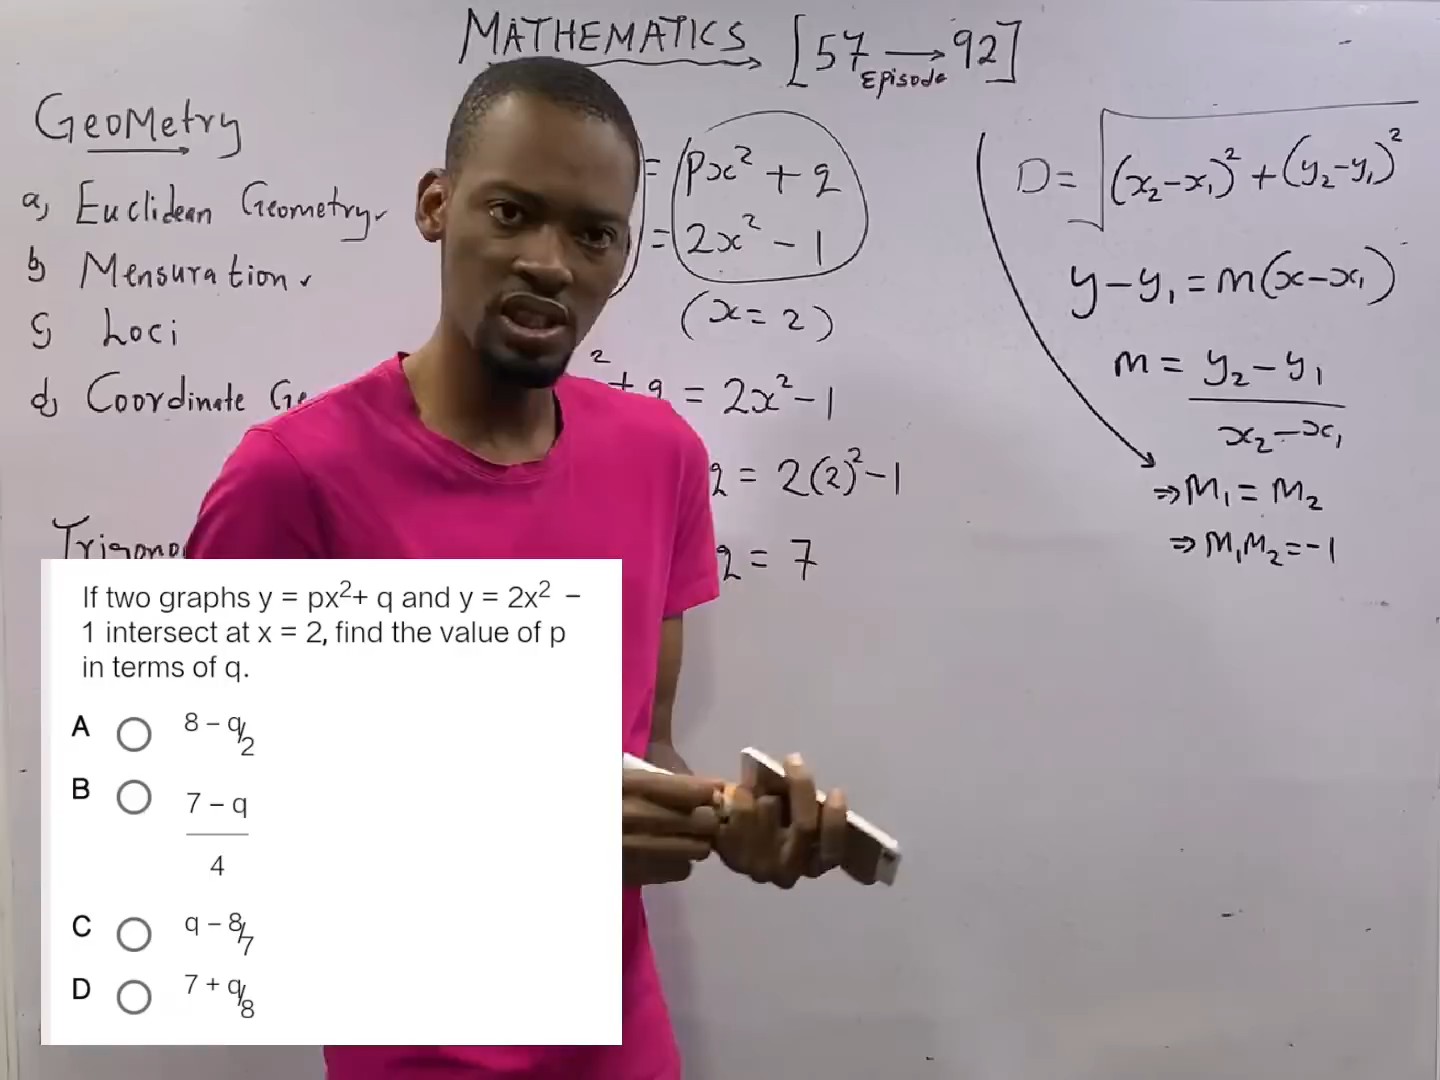 MATHEMATICS [57 → 92]
Episode
Geometry
a, Euclidean Geometry
b, Mensuration
c, Loci
d, Coordinate Ge
Trigono
= px² + q
= 2x² - 1
(x = 2)
² + q = 2x² - 1
q = 2(2)² - 1
q = 7
D = √(x₂-x₁)² + (y₂-y₁)²
y - y₁ = m(x - x₁)
m = y₂ - y₁
x₂ - x₁
⇒ M₁ = M₂
⇒ M₁M₂ = -1
If two graphs y = px²+ q and y = 2x² –
1 intersect at x = 2, find the value of p
in terms of q.
A 8 – q/2
B 7 – q
4
C q – 8/7
D 7 + q/8